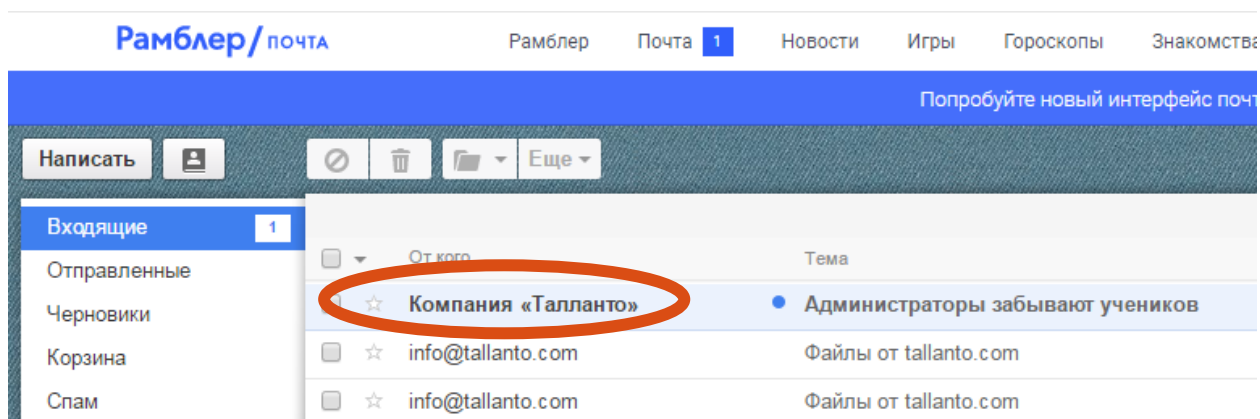 Рамблер/почта Рамблер Почта 1 Новости Игры Гороскопы Знакомства
Попробуйте новый интерфейс почт
Написать Еще
Входящие 1
От кого Тема
Отправленные
Компания «Талланто» Администраторы забывают учеников
Черновики
info@tallanto.com Файлы от tallanto.com
Корзина
info@tallanto.com Файлы от tallanto.com
Спам